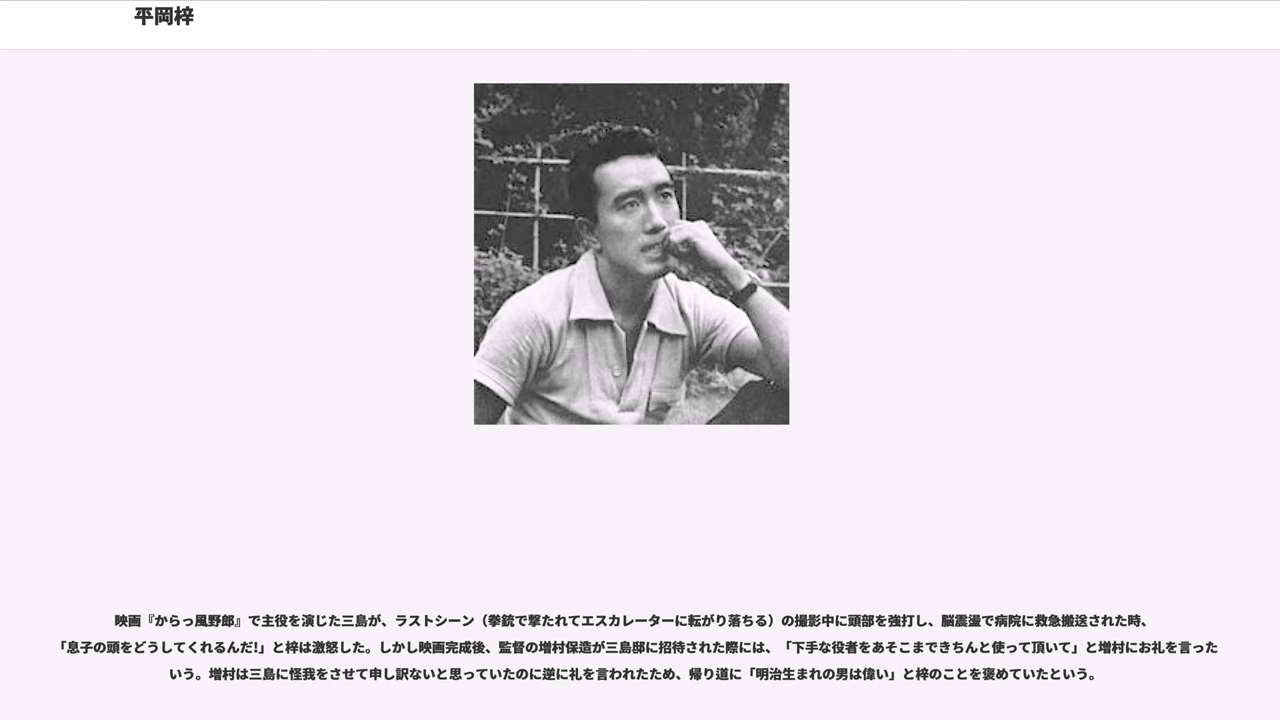 平岡梓
映画『からっ風野郎』で主役を演じた三島が、ラストシーン（拳銃で撃たれてエスカレーターに転がり落ちる）の撮影中に頭部を強打し、脳震盪で病院に救急搬送された時、
「息子の頭をどうしてくれるんだ!」と梓は激怒した。しかし映画完成後、監督の増村保造が三島邸に招待された際には、「下手な役者をあそこまできちんと使って頂いて」と増村にお礼を言った
いう。増村は三島に怪我をさせて申し訳ないと思っていたのに逆に礼を言われたため、帰り道に「明治生まれの男は偉い」と梓のことを褒めていたという。